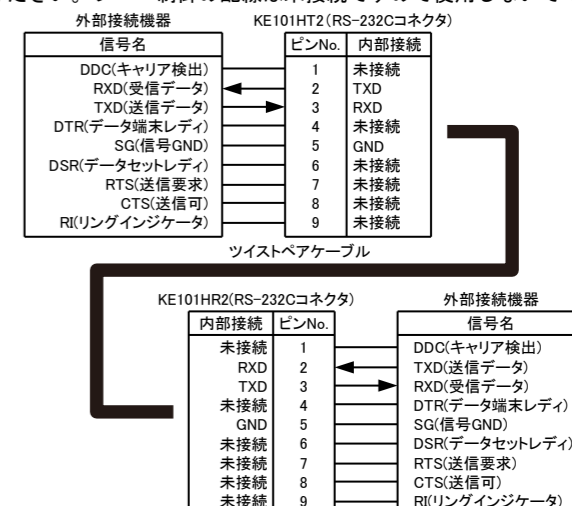 外部接続機器 KE101HT2(RS-232Cコネクタ)
信号名 ピンNo. 内部接続
DDC(キャリア検出) 1 未接続
RXD(受信データ) 2 TXD
TXD(送信データ) 3 RXD
DTR(データ端末レディ) 4 未接続
SG(信号GND) 5 GND
DSR(データセットレディ) 6 未接続
RTS(送信要求) 7 未接続
CTS(送信可) 8 未接続
RI(リングインジケータ) 9 未接続
ツイストペアケーブル
KE101HR2(RS-232Cコネクタ) 外部接続機器
内部接続 ピンNo. 信号名
未接続 1 DDC(キャリア検出)
RXD 2 TXD(送信データ)
TXD 3 RXD(受信データ)
未接続 4 DTR(データ端末レディ)
GND 5 SG(信号GND)
未接続 6 DSR(データセットレディ)
未接続 7 RTS(送信要求)
未接続 8 CTS(送信可)
未接続 9 RI(リングインジケータ)